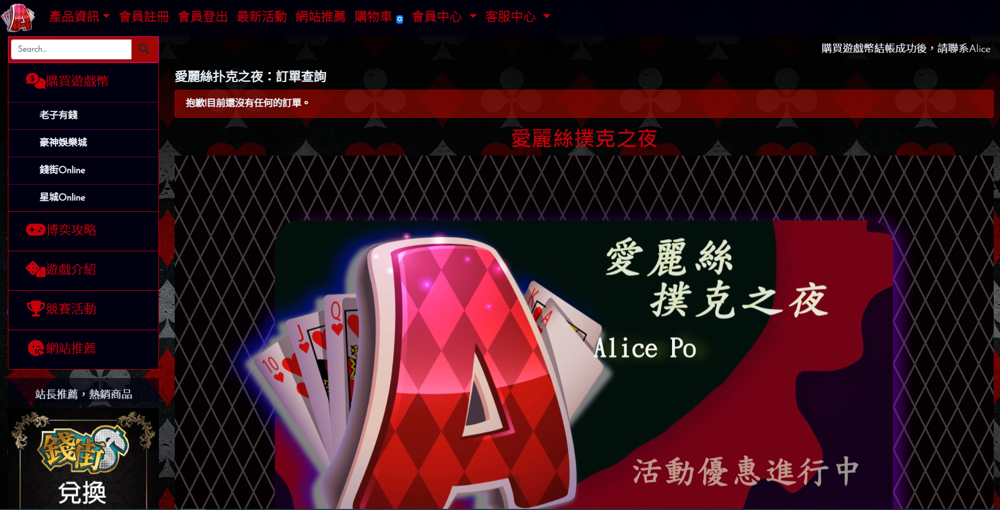 產品資訊 會員註冊 會員登出 最新活動 網站推薦 購物車 0 會員中心 客服中心
Search...
購買遊戲幣結帳成功後，請聯系Alice
購買遊戲幣
老子有錢
豪神娛樂城
錢街Online
星城Online
博奕攻略
遊戲介紹
競賽活動
網站推薦
站長推薦，熱銷商品
錢街
兌換
愛麗絲扑克之夜：訂單查詢
抱歉!目前還沒有任何的訂單。
愛麗絲撲克之夜
愛麗絲
撲克之夜
Alice Po
10 J Q K A
A
活動優惠進行中